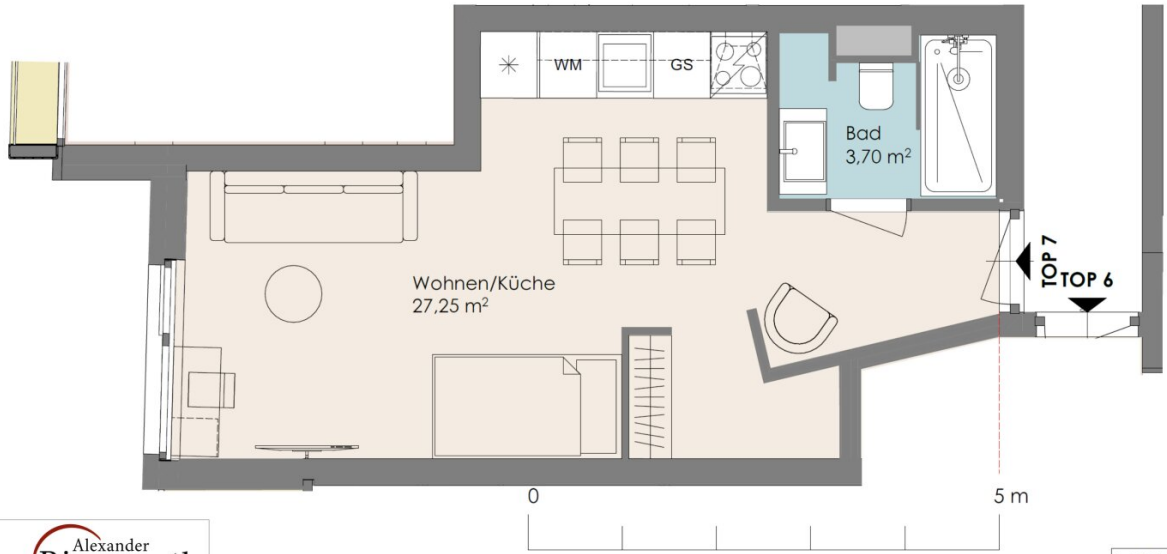 WM
GS
Bad
3,70 m²
Wohnen/Küche
27,25 m²
TOP 7
TOP 6
0
5 m
Alexander